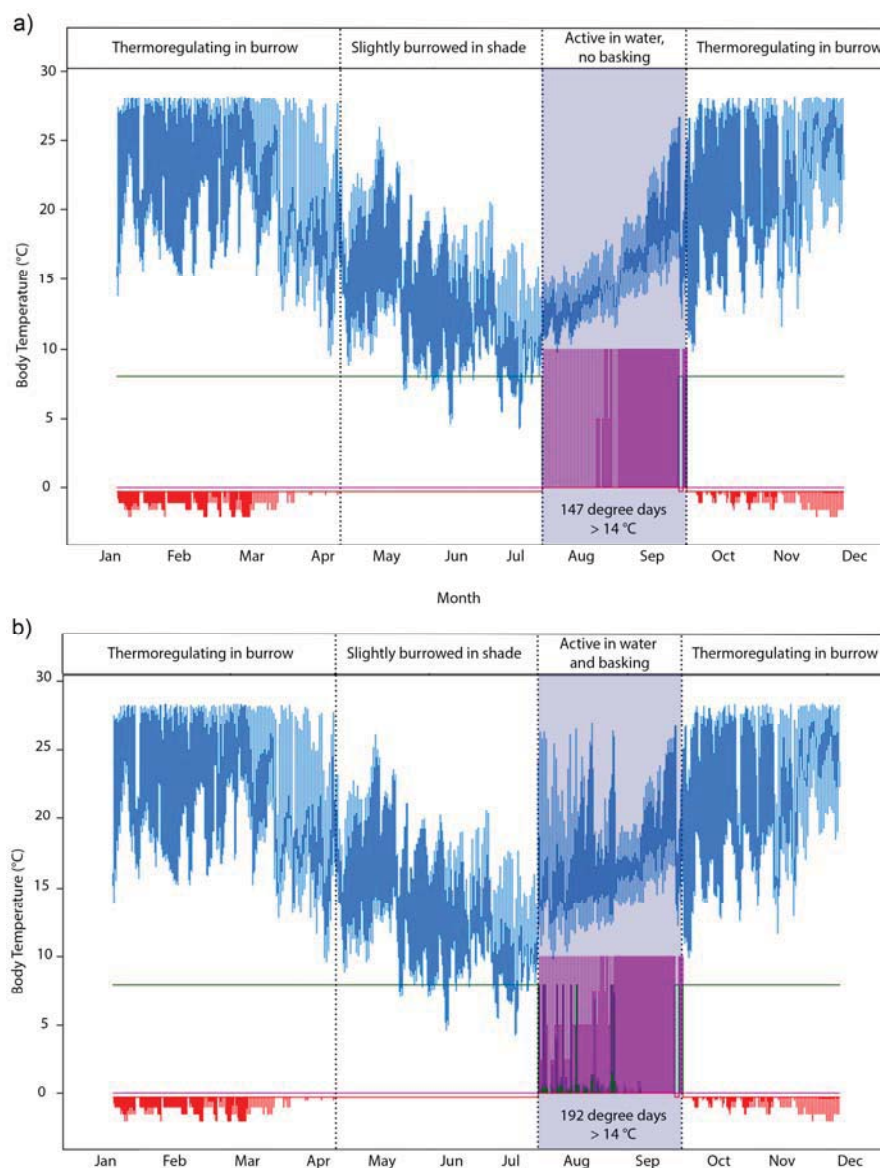 a)
Thermoregulating in burrow
Slightly burrowed in shade
Active in water,
no basking
Thermoregulating in burrow
30
25
20
15
10
5
0
Body Temperature (°C)
147 degree days
> 14 °C
Jan Feb Mar Apr May Jun Jul Aug Sep Oct Nov Dec
Month
b)
Thermoregulating in burrow
Slightly burrowed in shade
Active in water
and basking
Thermoregulating in burrow
30
25
20
15
10
5
0
Body Temperature (°C)
192 degree days
> 14 °C
Jan Feb Mar Apr May Jun Jul Aug Sep Oct Nov Dec